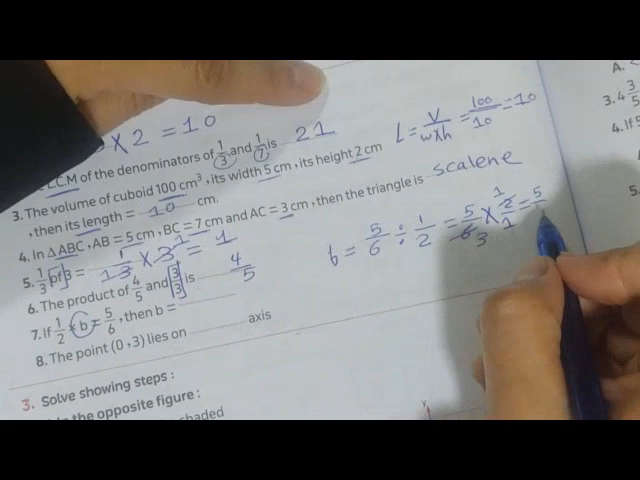 × 2 = 10
L.C.M of the denominators of 1/3 and 1/7 is 21
3. The volume of cuboid 100 cm³, its width 5 cm, its height 2 cm
, then its length = 10 cm.
L = V/w×h = 100/10 = 10
4. In △ABC, AB = 5 cm, BC = 7 cm and AC = 3 cm, then the triangle is scalene
5. 1/3 of 3 = 1/3 × 3 = 1
6. The product of 4/5 and 3/3 is 4/5
7. If 1/2 × b = 5/6, then b =
b = 5/6 ÷ 1/2 = 5/6 × 2/1 = 5
8. The point (0, 3) lies on axis
3. Solve showing steps :
the opposite figure :
shaded
A.
3. 4 3/5
4. If 5
5.
y